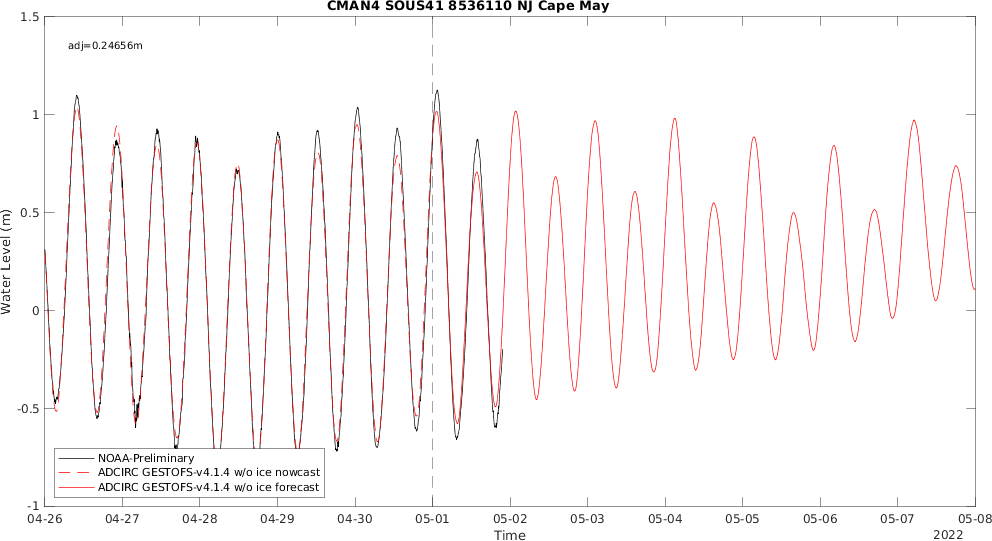 CMAN4 SOUS41 8536110 NJ Cape May
adj=0.24656m
1.5
1
0.5
0
-0.5
-1
Water Level (m)
NOAA-Preliminary
ADCIRC GESTOFS-v4.1.4 w/o ice nowcast
ADCIRC GESTOFS-v4.1.4 w/o ice forecast
04-26 04-27 04-28 04-29 04-30 05-01 05-02 05-03 05-04 05-05 05-06 05-07 05-08
Time
2022